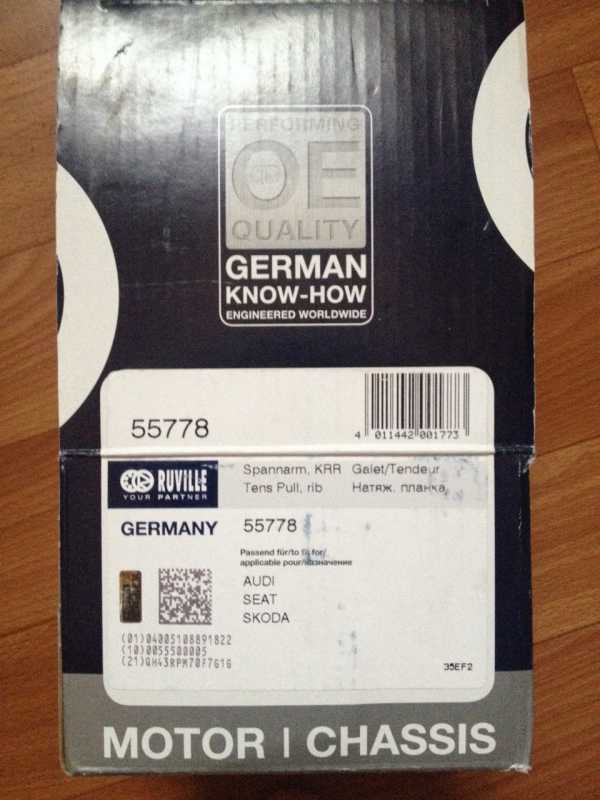 PERFORMING
OE
QUALITY
GERMAN
KNOW-HOW
ENGINEERED WORLDWIDE
55778
4 011442 001773
RUVILLE
YOUR PARTNER
Spannarm, KRR Galet/Tendeur
Tens Pull, rib Натяж. планка
GERMANY 55778
Passend für/to fit for/
applicable pour/назначение
AUDI
SEAT
SKODA
(01)04005108891822
(10)0055500005
(21)QH43RPM70F7G1G
35EF2
MOTOR | CHASSIS